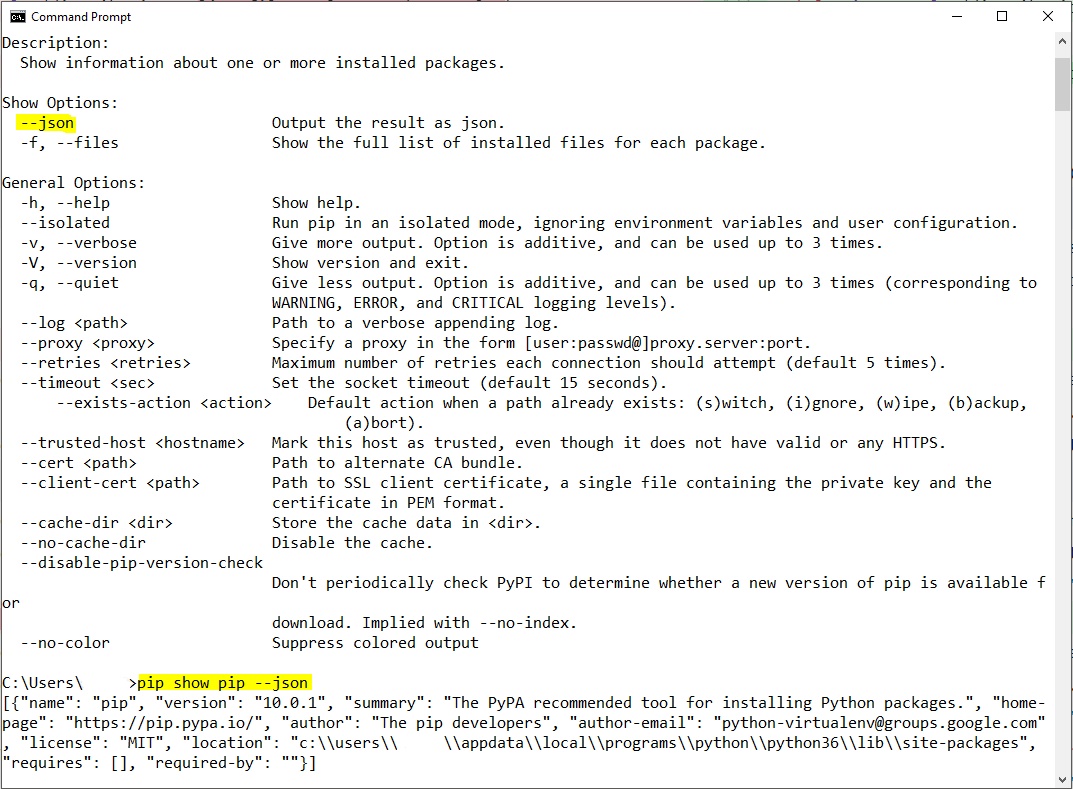 Command Prompt
Description:
  Show information about one or more installed packages.

Show Options:
  --json                      Output the result as json.
  -f, --files                 Show the full list of installed files for each package.

General Options:
  -h, --help                  Show help.
  --isolated                  Run pip in an isolated mode, ignoring environment variables and user configuration.
  -v, --verbose               Give more output. Option is additive, and can be used up to 3 times.
  -V, --version               Show version and exit.
  -q, --quiet                 Give less output. Option is additive, and can be used up to 3 times (corresponding to
                              WARNING, ERROR, and CRITICAL logging levels).
  --log <path>                Path to a verbose appending log.
  --proxy <proxy>             Specify a proxy in the form [user:passwd@]proxy.server:port.
  --retries <retries>         Maximum number of retries each connection should attempt (default 5 times).
  --timeout <sec>             Set the socket timeout (default 15 seconds).
      --exists-action <action>    Default action when a path already exists: (s)witch, (i)gnore, (w)ipe, (b)ackup,
                                      (a)bort).
  --trusted-host <hostname>   Mark this host as trusted, even though it does not have valid or any HTTPS.
  --cert <path>               Path to alternate CA bundle.
  --client-cert <path>        Path to SSL client certificate, a single file containing the private key and the
                              certificate in PEM format.
  --cache-dir <dir>           Store the cache data in <dir>.
  --no-cache-dir              Disable the cache.
  --disable-pip-version-check
                              Don't periodically check PyPI to determine whether a new version of pip is available f
or
                              download. Implied with --no-index.
  --no-color                  Suppress colored output

C:\Users\     >pip show pip --json
[{"name": "pip", "version": "10.0.1", "summary": "The PyPA recommended tool for installing Python packages.", "home-
page": "https://pip.pypa.io/", "author": "The pip developers", "author-email": "python-virtualenv@groups.google.com"
, "license": "MIT", "location": "c:\\users\\     \\appdata\\local\\programs\\python\\python36\\lib\\site-packages",
"requires": [], "required-by": ""}]